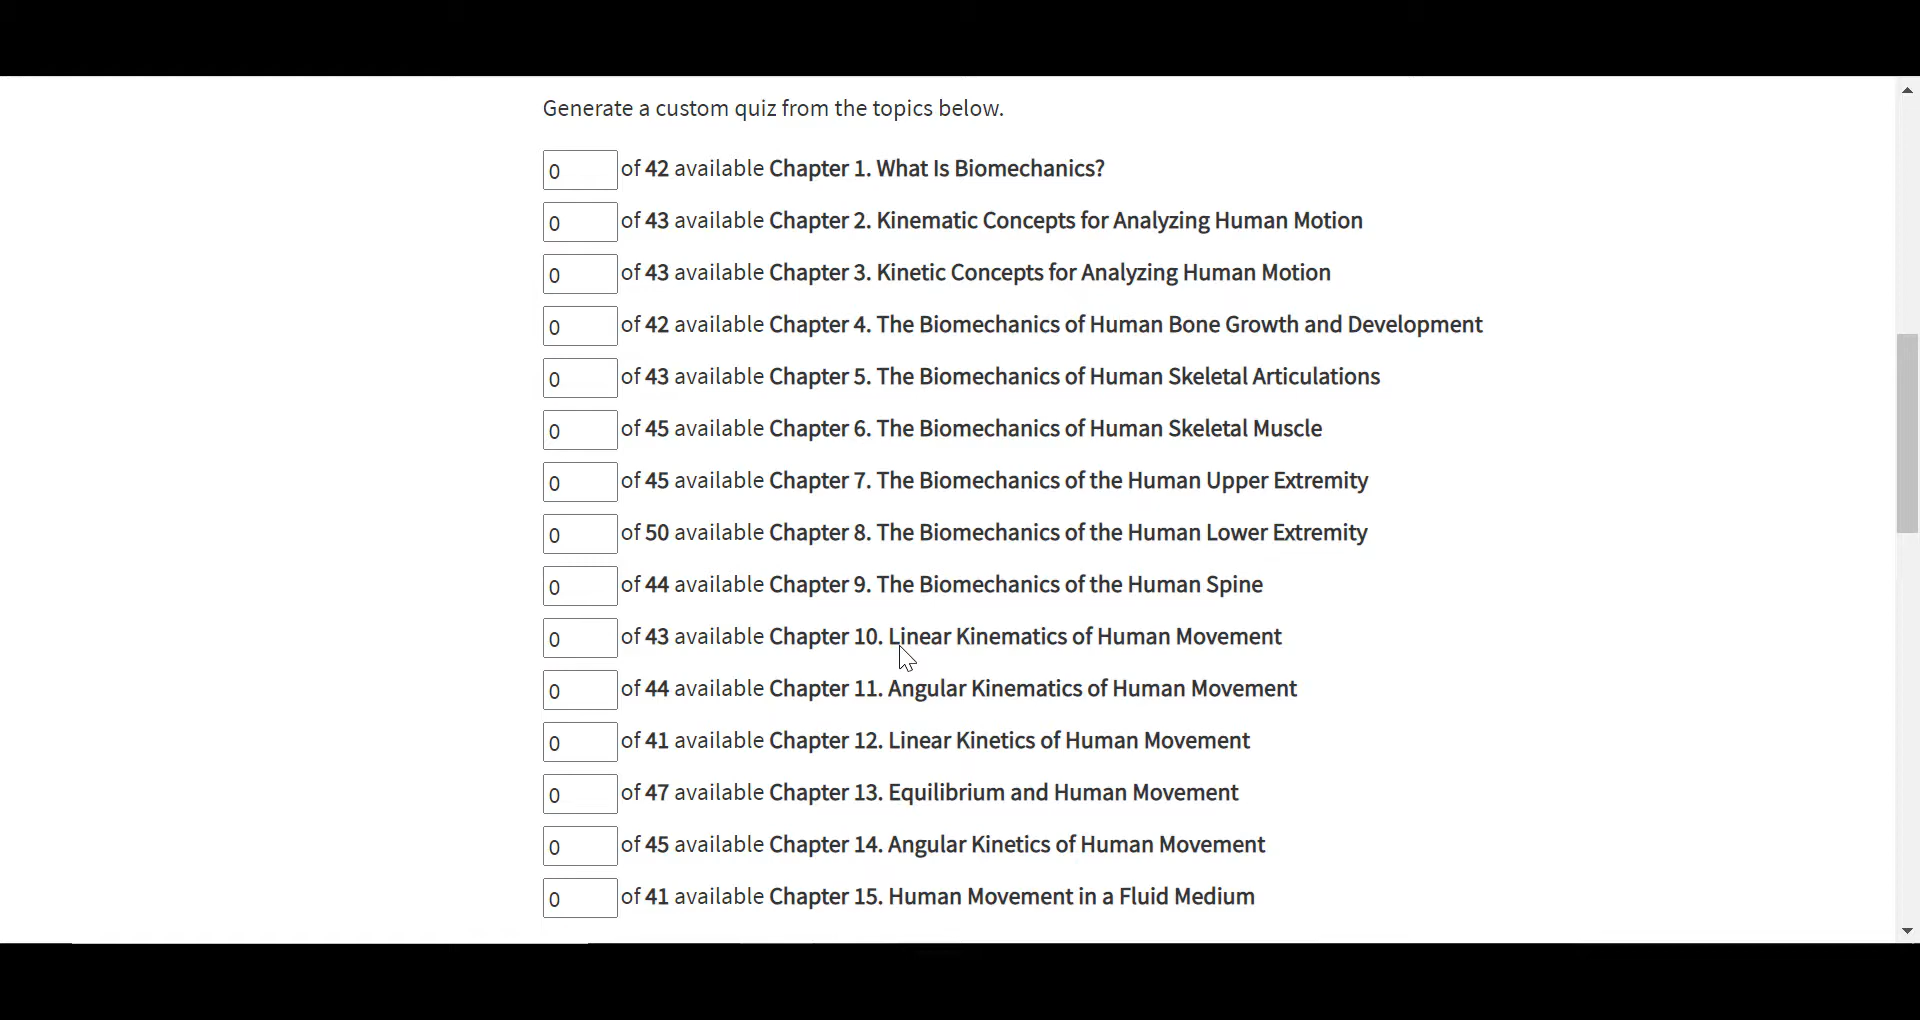 Generate a custom quiz from the topics below.
0 of 42 available Chapter 1. What Is Biomechanics?
0 of 43 available Chapter 2. Kinematic Concepts for Analyzing Human Motion
0 of 43 available Chapter 3. Kinetic Concepts for Analyzing Human Motion
0 of 42 available Chapter 4. The Biomechanics of Human Bone Growth and Development
0 of 43 available Chapter 5. The Biomechanics of Human Skeletal Articulations
0 of 45 available Chapter 6. The Biomechanics of Human Skeletal Muscle
0 of 45 available Chapter 7. The Biomechanics of the Human Upper Extremity
0 of 50 available Chapter 8. The Biomechanics of the Human Lower Extremity
0 of 44 available Chapter 9. The Biomechanics of the Human Spine
0 of 43 available Chapter 10. Linear Kinematics of Human Movement
0 of 44 available Chapter 11. Angular Kinematics of Human Movement
0 of 41 available Chapter 12. Linear Kinetics of Human Movement
0 of 47 available Chapter 13. Equilibrium and Human Movement
0 of 45 available Chapter 14. Angular Kinetics of Human Movement
0 of 41 available Chapter 15. Human Movement in a Fluid Medium